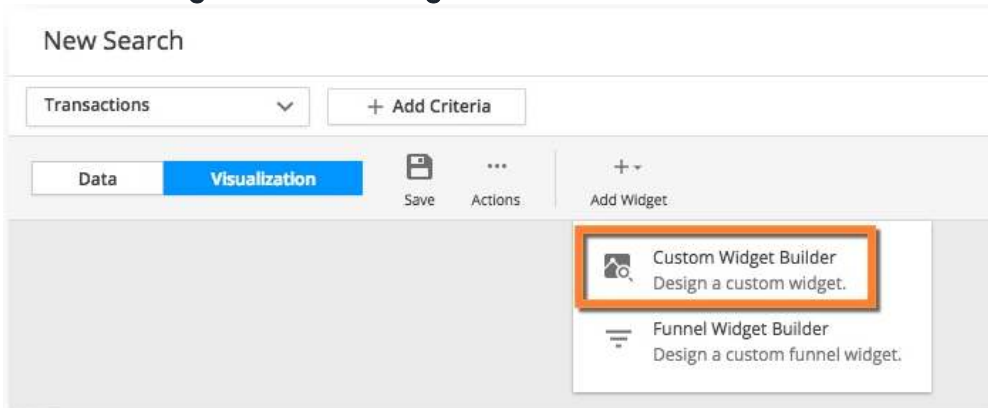 New Search
Transactions
+ Add Criteria
Data
Visualization
Save
Actions
Add Widget
Custom Widget Builder
Design a custom widget.
Funnel Widget Builder
Design a custom funnel widget.